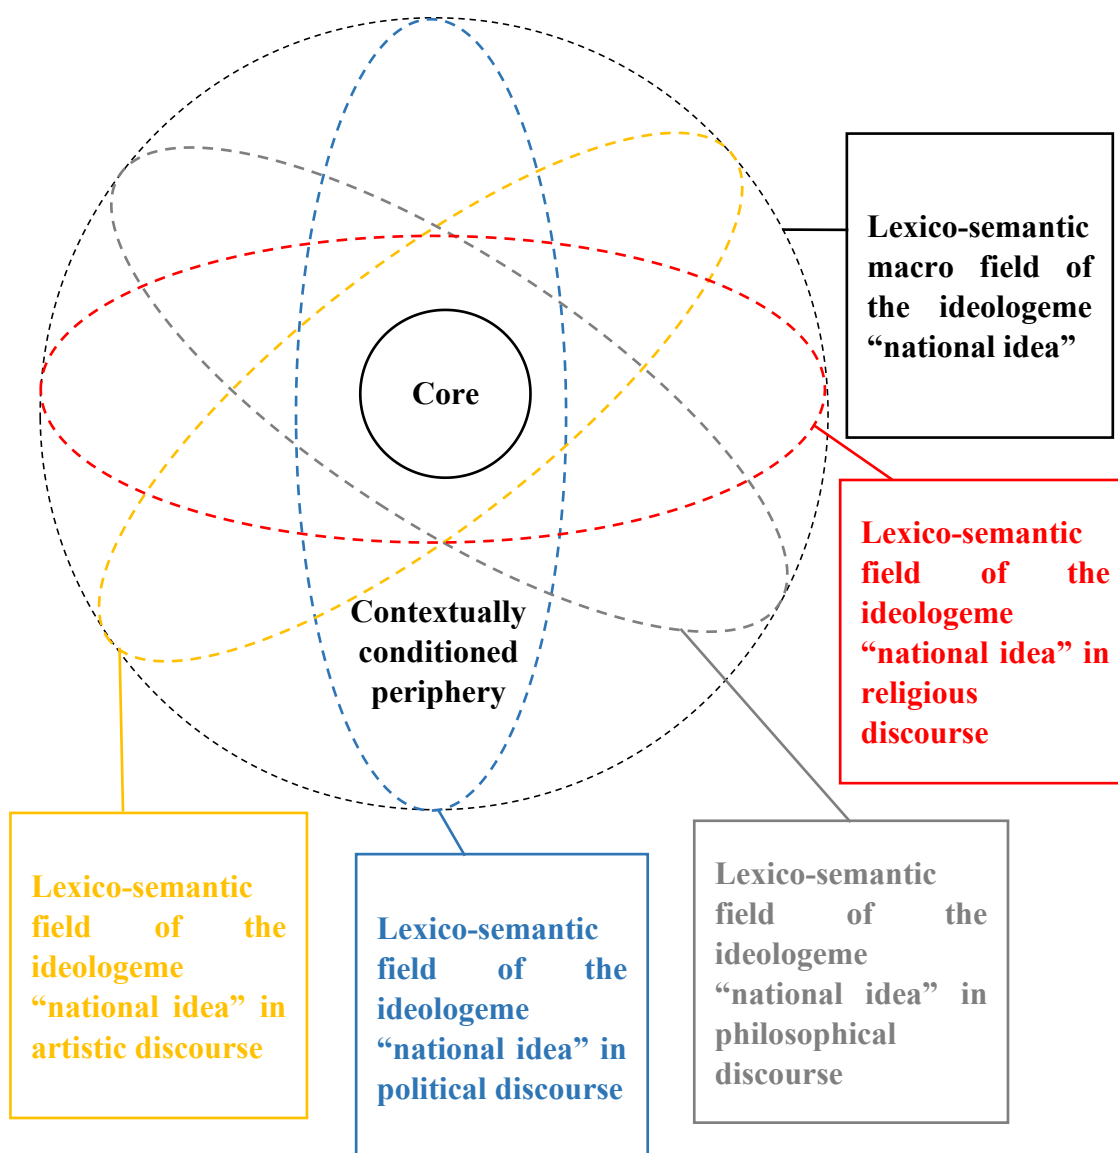 Lexico-semantic
macro field of
the ideologeme
“national idea”
Core
Lexico-semantic
field of the
ideologeme
“national idea” in
religious
discourse
Contextually
conditioned
periphery
Lexico-semantic
field of the
ideologeme
“national idea” in
artistic discourse
Lexico-semantic
field of the
ideologeme
“national idea” in
political discourse
Lexico-semantic
field of the
ideologeme
“national idea” in
philosophical
discourse